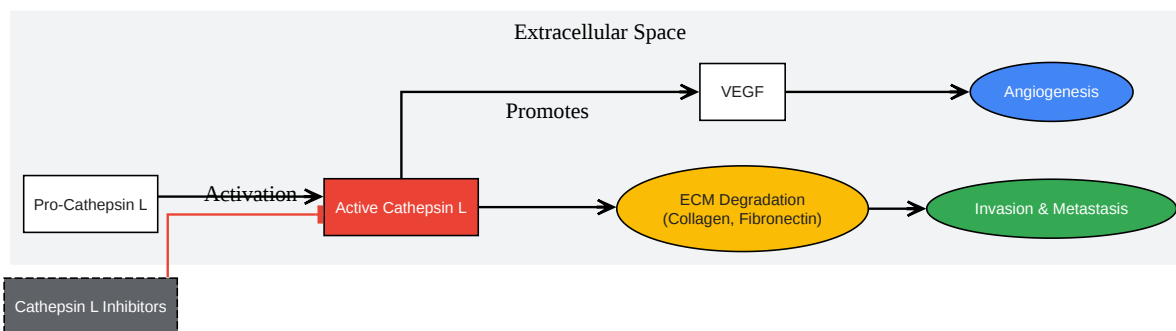 Extracellular Space
VEGF
Angiogenesis
Promotes
Pro-Cathepsin L
Activation
Active Cathepsin L
ECM Degradation
(Collagen, Fibronectin)
Invasion & Metastasis
Cathepsin L Inhibitors